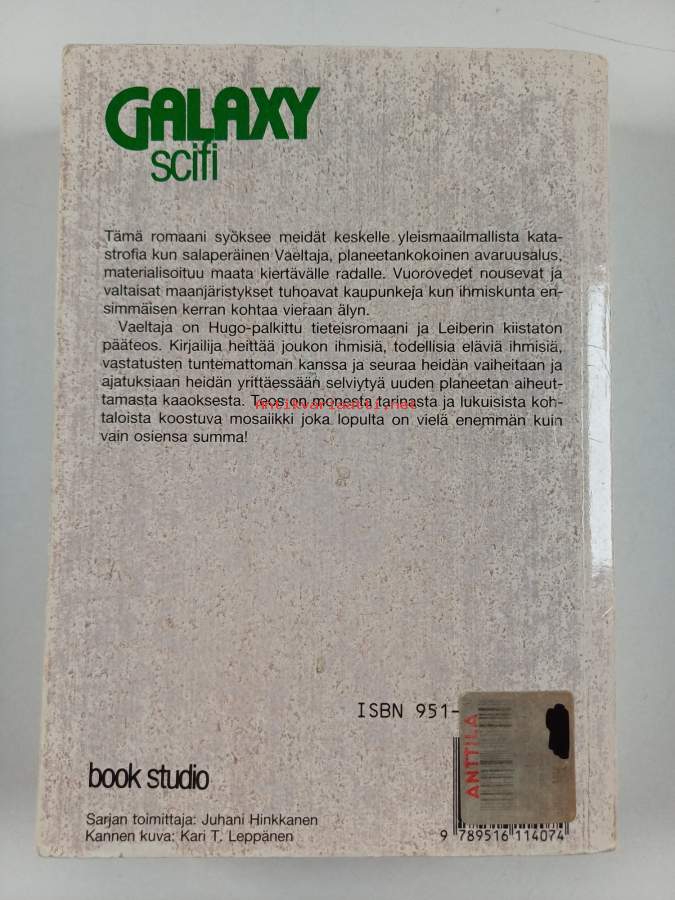 GALAXY
scifi
Tämä romaani syöksee meidät keskelle yleismaailmallista kata-
strofia kun salaperäinen Vaeltaja, planeetankokoinen avaruusalus,
materialisoituu maata kiertävälle radalle. Vuorovedet nousevat ja
valtaisat maanjäristykset tuhoavat kaupunkeja kun ihmiskunta en-
simmäisen kerran kohtaa vieraan älyn.
Vaeltaja on Hugo-palkittu tieteisromaani ja Leiberin kiistaton
pääteos. Kirjailija heittää joukon ihmisiä, todellisia eläviä ihmisiä,
vastatusten tuntemattoman kanssa ja seuraa heidän vaiheitaan ja
ajatuksiaan heidän yrittäessään selviytyä uuden planeetan aiheut-
tamasta kaaoksesta. Teos on monesta tarinasta ja lukuisista koh-
Antikvariaatti.net
taloista koostuva mosaiikki joka lopulta on vielä enemmän kuin
vain osiensa summa!
ISBN 951-
ANTTILA
book studio
Sarjan toimittaja: Juhani Hinkkanen
Kannen kuva: Kari T. Leppänen
9 789516 114074